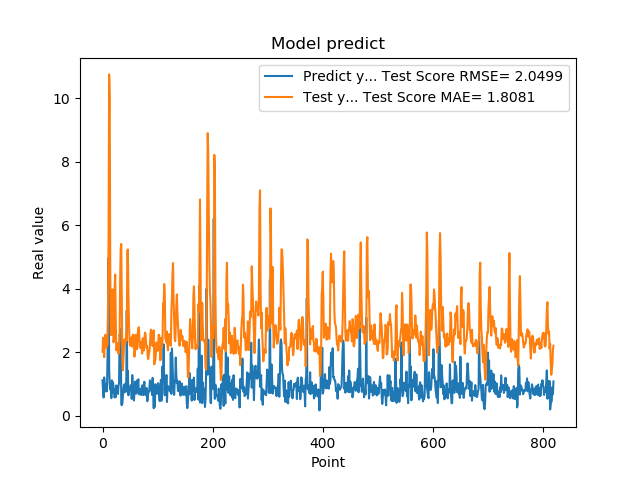 Model predict
Predict y... Test Score RMSE= 2.0499
Test y... Test Score MAE= 1.8081
10
8
6
4
2
0
Real value
0 200 400 600 800
Point